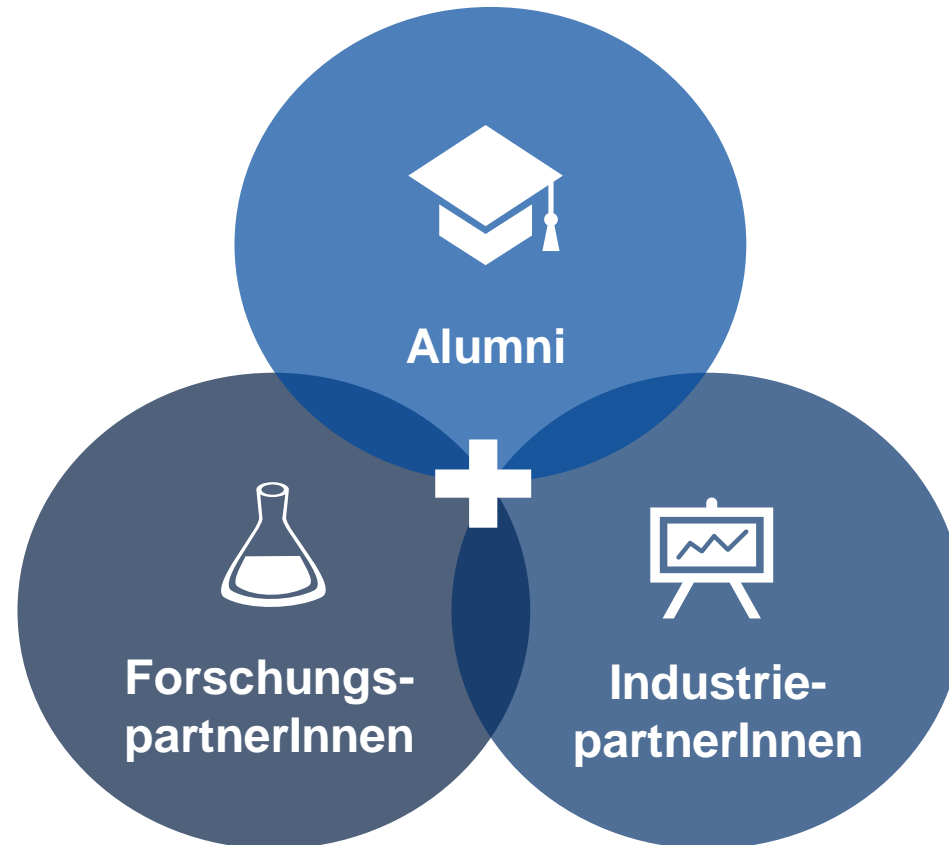 Alumni
Forschungs-
partnerInnen
Industrie-
partnerInnen